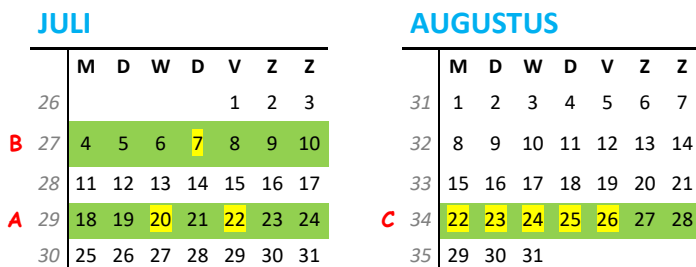 JULI
M D W D V Z Z
26 1 2 3
B 27 4 5 6 7 8 9 10
28 11 12 13 14 15 16 17
A 29 18 19 20 21 22 23 24
30 25 26 27 28 29 30 31
AUGUSTUS
M D W D V Z Z
31 1 2 3 4 5 6 7
32 8 9 10 11 12 13 14
33 15 16 17 18 19 20 21
C 34 22 23 24 25 26 27 28
35 29 30 31